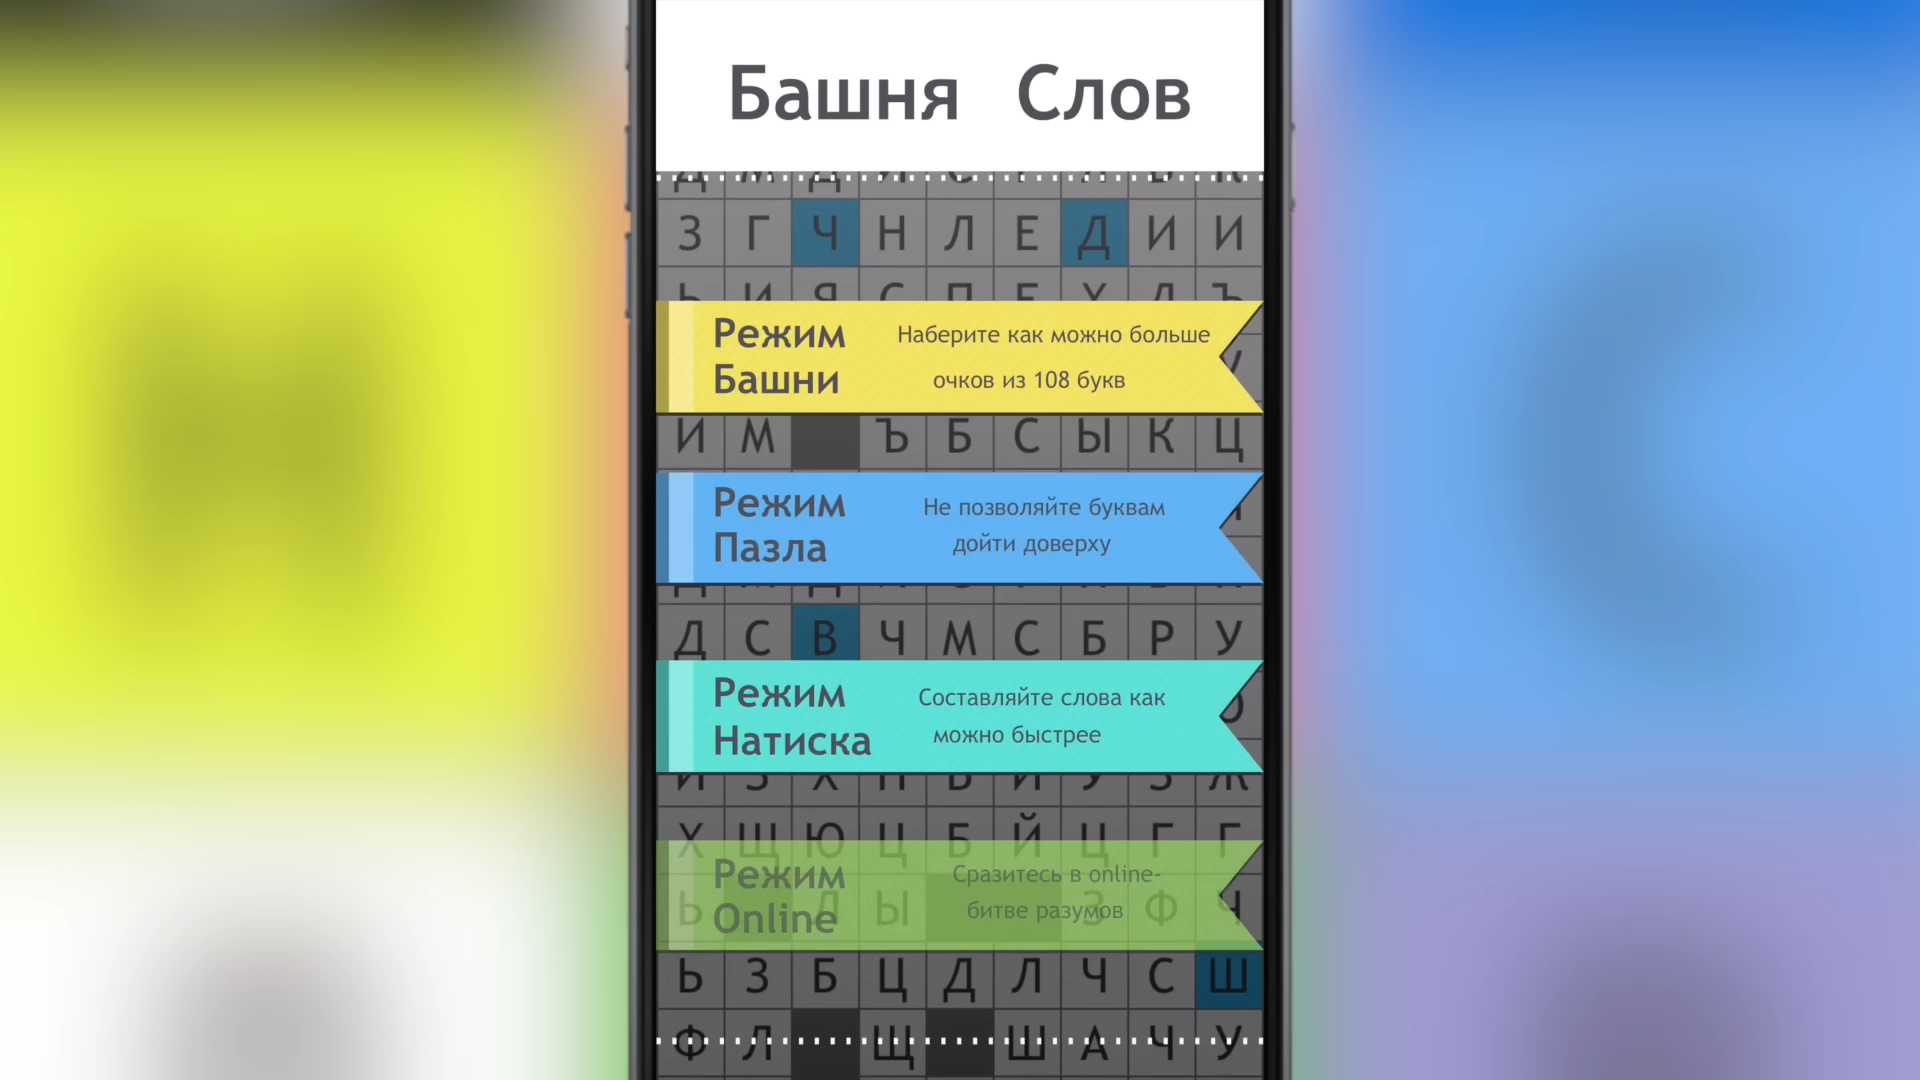 Башня Слов
З Г Ч Н Л Е Д И И
Режим
Башни
Наберите как можно больше
очков из 108 букв
И М Ъ Б С Ы К Ц
Режим
Пазла
Не позволяйте буквам
дойти доверху
Д С В Ч М С Б Р У
Режим
Натиска
Составляйте слова как
можно быстрее
Х Щ Ю Ц Б Й Ц Г Г
Режим
Online
Сразитесь в online-
битве разумов
Ь З Б Ц Д Л Ч С Ш
Ф Л Щ Ш А Ч У